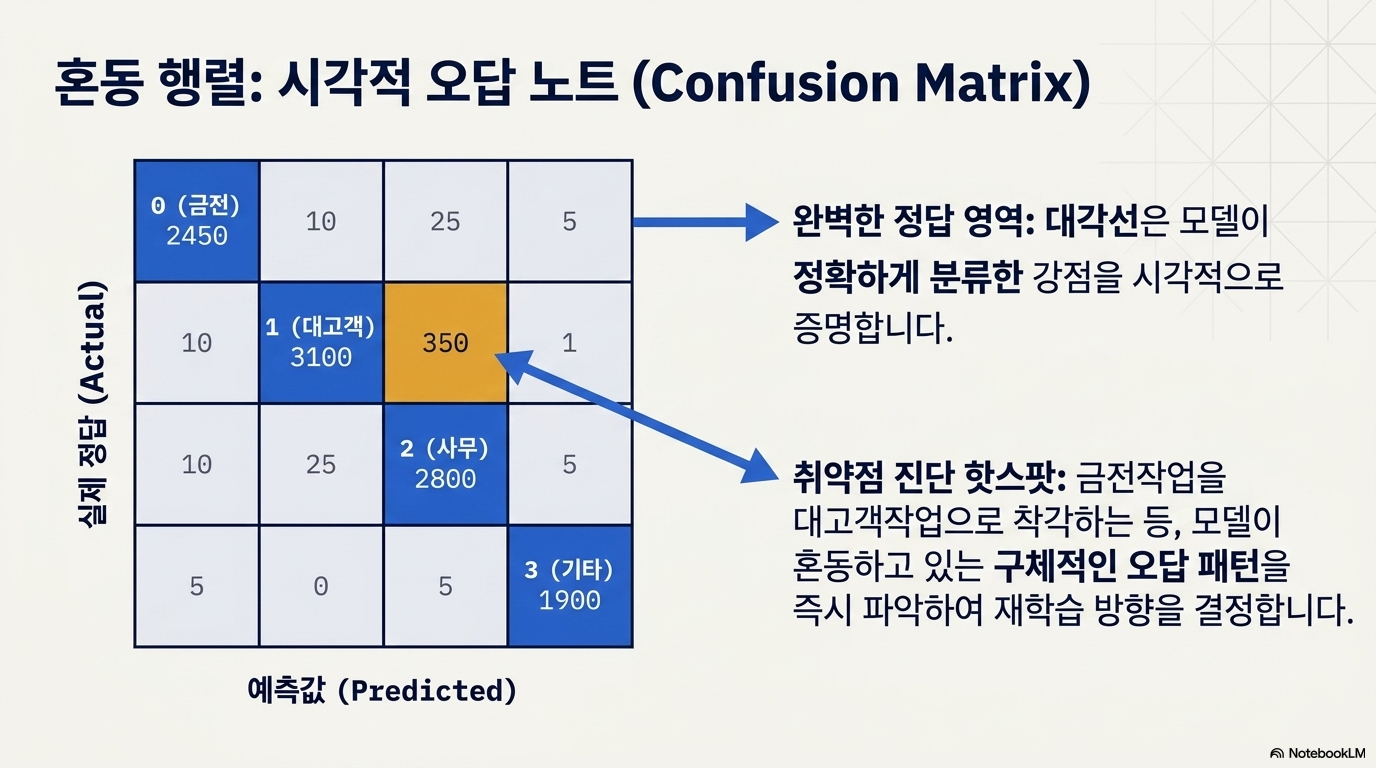 혼동 행렬: 시각적 오답 노트 (Confusion Matrix)
실제 정답 (Actual)
0 (금전)
2450
10
25
5
10
1 (대고객)
3100
350
1
10
25
2 (사무)
2800
5
5
0
5
3 (기타)
1900
예측값 (Predicted)
완벽한 정답 영역: 대각선은 모델이
정확하게 분류한 강점을 시각적으로
증명합니다.
취약점 진단 핫스팟: 금전작업을
대고객작업으로 착각하는 등, 모델이
혼동하고 있는 구체적인 오답 패턴을
즉시 파악하여 재학습 방향을 결정합니다.
NotebookLM